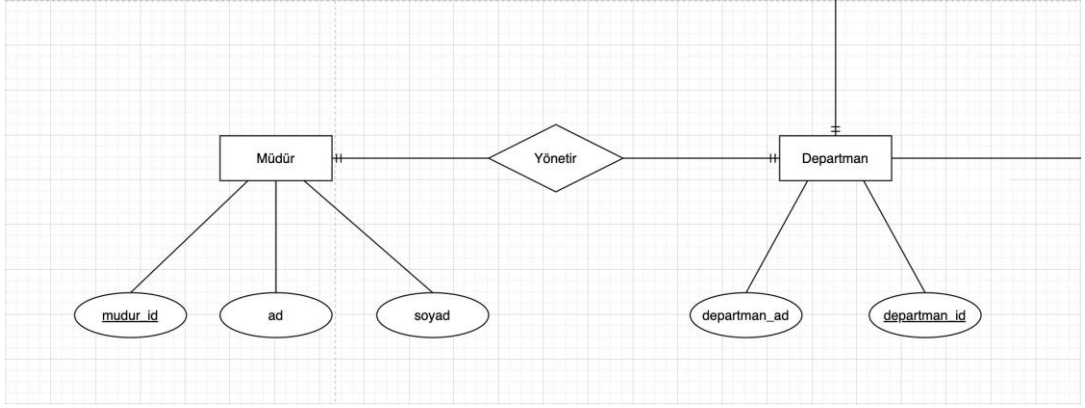 Müdür
Yönetir
Departman
mudur_id
ad
soyad
departman_ad
departman_id